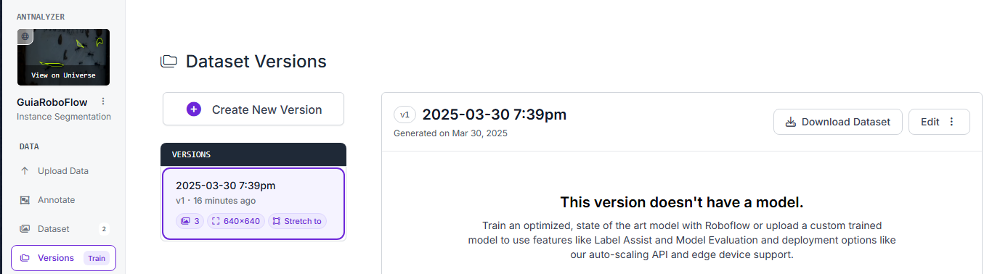 ANTNALYZER
View on Universe
GuiaRoboFlow
Instance Segmentation
DATA
Upload Data
Annotate
Dataset 2
Versions Train
Dataset Versions
Create New Version
VERSIONS
2025-03-30 7:39pm
v1 · 16 minutes ago
3 640×640 Stretch to
v1 2025-03-30 7:39pm
Generated on Mar 30, 2025
Download Dataset
Edit
This version doesn't have a model.
Train an optimized, state of the art model with Roboflow or upload a custom trained
model to use features like Label Assist and Model Evaluation and deployment options like
our auto-scaling API and edge device support.